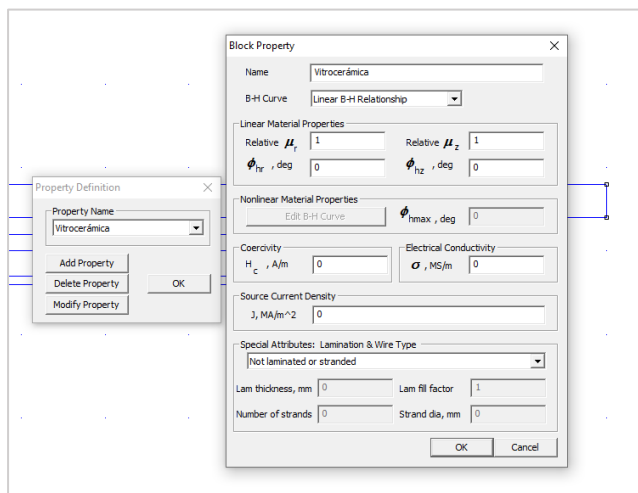 Block Property
Name Vitrocerámica
B-H Curve Linear B-H Relationship
Linear Material Properties
Relative μr 1 Relative μz 1
ϕhr , deg 0 ϕhz , deg 0
Nonlinear Material Properties
Edit B-H Curve ϕhmax , deg 0
Coercivity Electrical Conductivity
Hc , A/m 0 σ , MS/m 0
Source Current Density
J, MA/m^2 0
Special Attributes: Lamination & Wire Type
Not laminated or stranded
Lam thickness, mm 0 Lam fill factor 1
Number of strands 0 Strand dia, mm 0
OK Cancel
Property Definition
Property Name
Vitrocerámica
Add Property
Delete Property OK
Modify Property